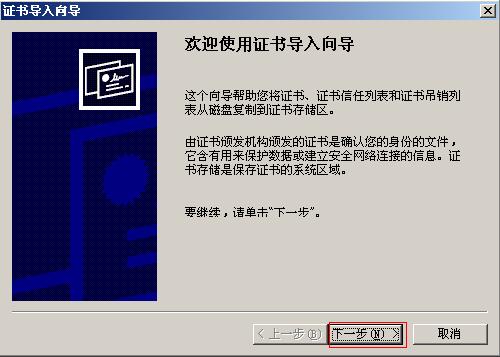 证书导入向导
欢迎使用证书导入向导
这个向导帮助您将证书、证书信任列表和证书吊销列
表从磁盘复制到证书存储区。
由证书颁发机构颁发的证书是确认您的身份的文件，
它含有用来保护数据或建立安全网络连接的信息。证
书存储是保存证书的系统区域。
要继续，请单击“下一步”。
< 上一步(B) 下一步(N) > 取消